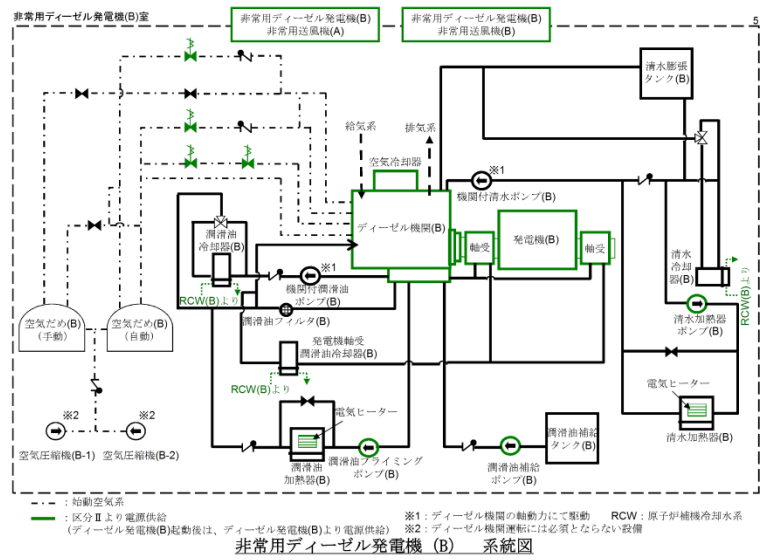 非常用ディーゼル発電機(B)室
非常用ディーゼル発電機(B)
非常用送風機(A)
非常用ディーゼル発電機(B)
非常用送風機(B)
5
清水膨張
タンク(B)
給気系
排気系
空気冷却器
※1
機関付清水ポンプ(B)
ディーゼル機関(B)
軸受
発電機(B)
軸受
潤滑油
冷却器(B)
※1
機関付潤滑油
ポンプ(B)
RCW(B)より
潤滑油フィルタ(B)
清水
冷却
器(B)
RCW(B)より
清水加熱器
ポンプ(B)
空気だめ(B)
(手動)
空気だめ(B)
(自動)
発電機軸受
潤滑油冷却器(B)
RCW(B)より
※2
※2
空気圧縮機(B-1)
空気圧縮機(B-2)
電気ヒーター
潤滑油
加熱器(B)
潤滑油プライミング
ポンプ(B)
潤滑油補給
ポンプ(B)
潤滑油補給
タンク(B)
電気ヒーター
清水加熱器(B)
:始動空気系
:区分Ⅱより電源供給
(ディーゼル発電機(B)起動後は、ディーゼル発電機(B)より電源供給)
※1:ディーゼル機関の軸動力にて駆動
RCW:原子炉補機冷却水系
※2:ディーゼル機関運転には必須とならない設備
非常用ディーゼル発電機 (B) 系統図